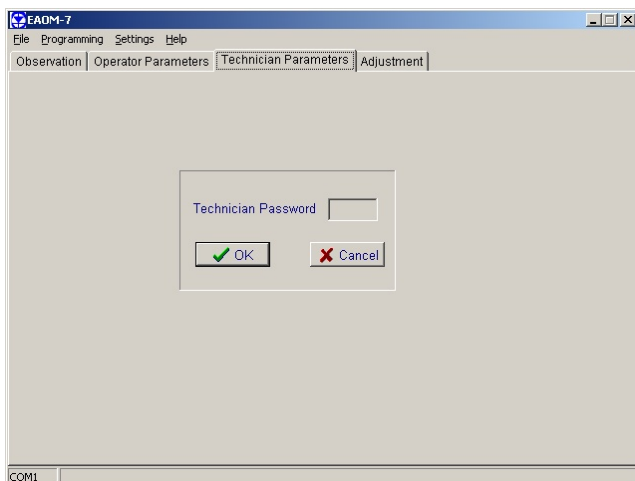 EAOM-7
File Programming Settings Help
Observation Operator Parameters Technician Parameters Adjustment
Technician Password
OK Cancel
COM1